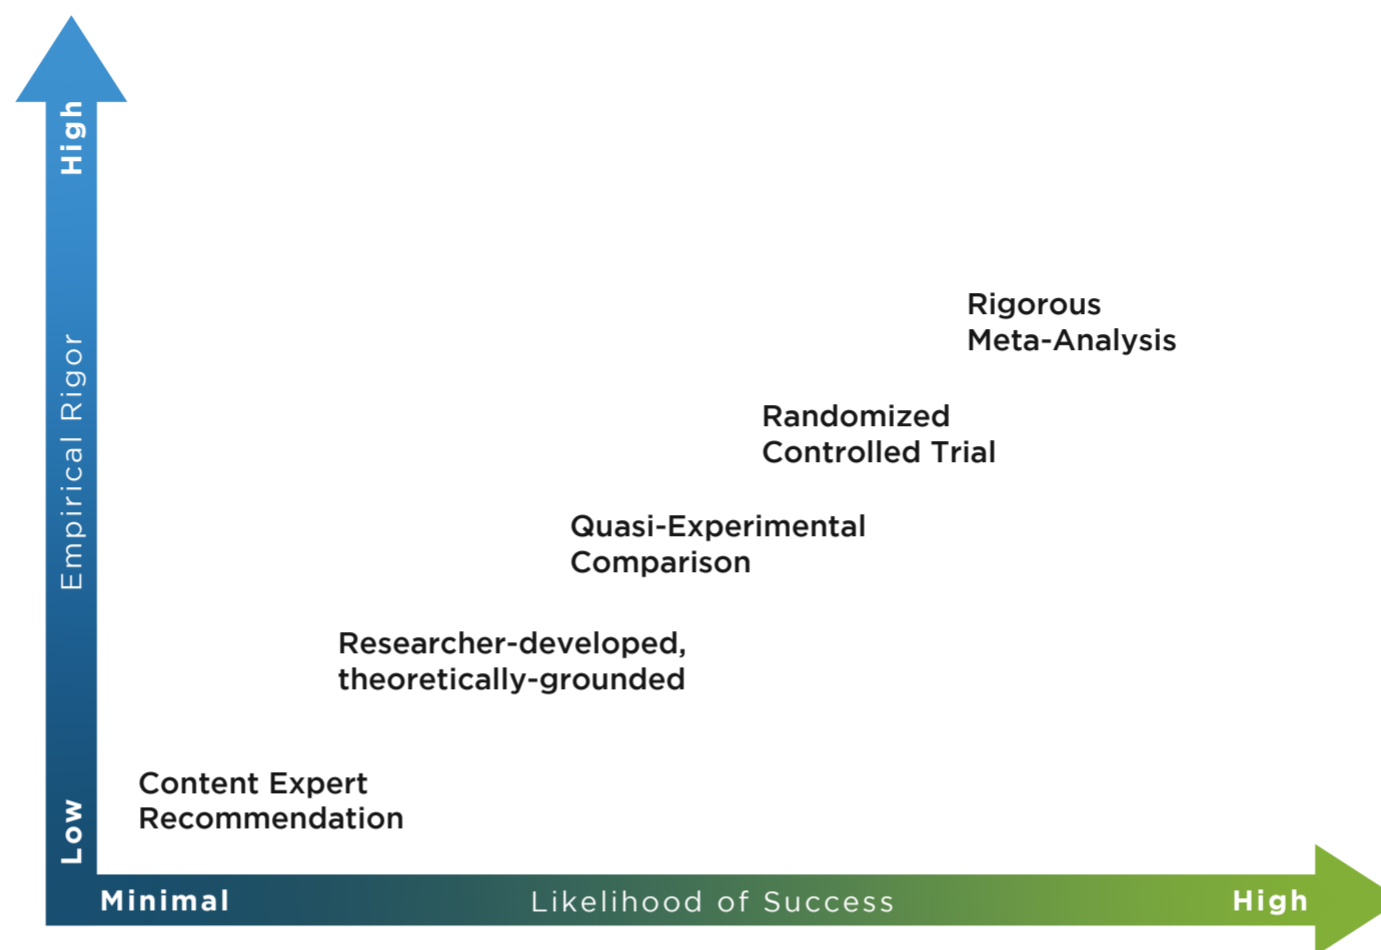 High
Empirical Rigor
Low
Rigorous
Meta-Analysis
Randomized
Controlled Trial
Quasi-Experimental
Comparison
Researcher-developed,
theoretically-grounded
Content Expert
Recommendation
Minimal
Likelihood of Success
High